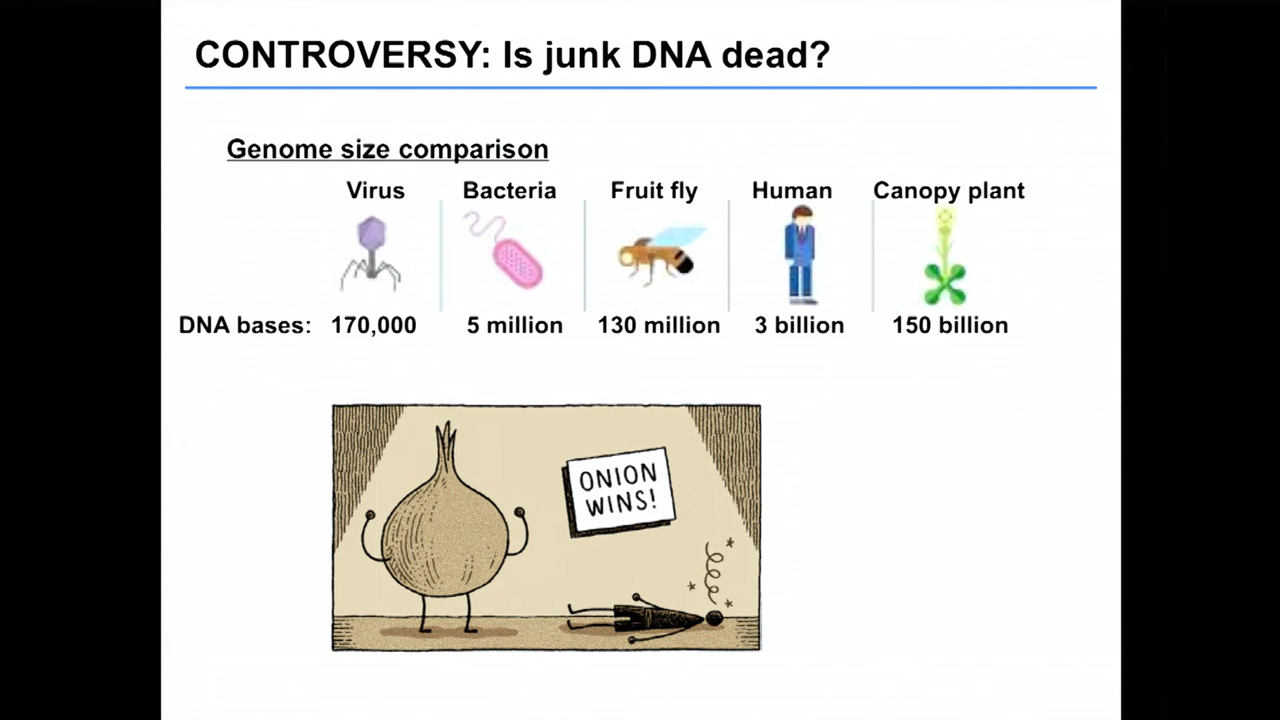 CONTROVERSY: Is junk DNA dead?
Genome size comparison
Virus Bacteria Fruit fly Human Canopy plant
DNA bases: 170,000 5 million 130 million 3 billion 150 billion
ONION
WINS!